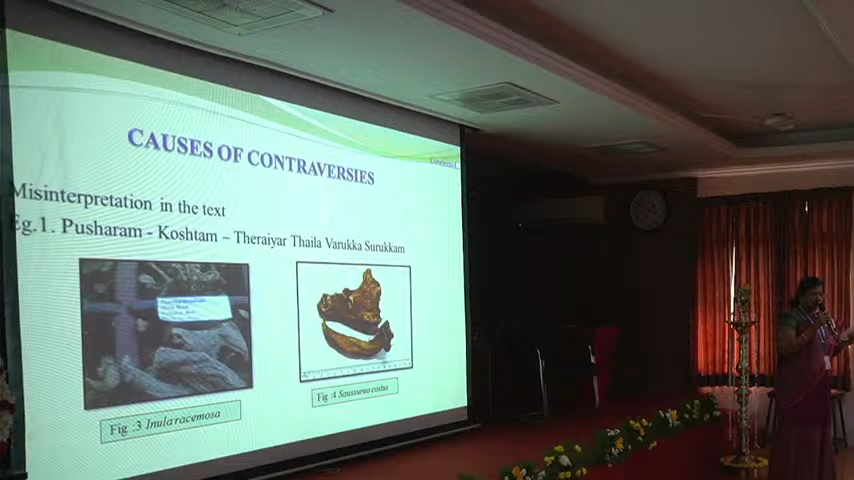 Continued..
CAUSES OF CONTRAVERSIES
Misinterpretation in the text
Eg.1. Pusharam - Koshtam – Theraiyar Thaila Varukka Surukkam
Fig :3 Inula racemosa
Fig :4 Saussurea costus